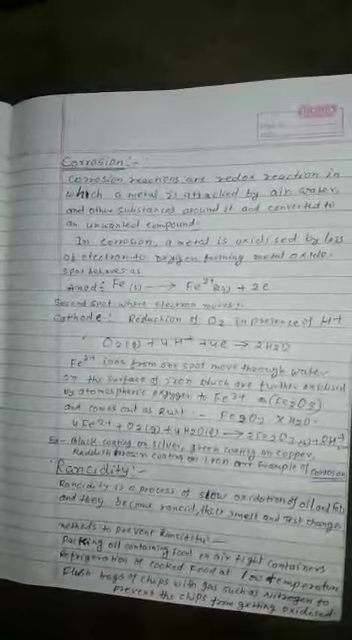 Corrosion :-
Corrosion reactions are redox reaction in
which a metal is attacked by air water,
and other substances around it and converted to
an unwanted compound.
In corrosion, a metal is oxidised by loss
of electron to oxygen forming metal oxide.
spot behaves as
Anod: Fe(s) → Fe2+ + 2e
Second spot where electron
Cathode: Reduction of O2 in presence of H+
O2(g) + 4H+ + 4e → 2H2O
Fe2+ ions from one spot move through water
on the surface of iron which are further oxidised
by atmospheric oxygen to Fe3+ (Fe2O3)
and comes out as Rust - Fe2O3 XH2O.
4Fe2+ + O2(g) + 4H2O(l) → 2Fe2O3(s) + 8H+
Ex- Black coating on silver, green coating on copper,
Reddish brown coating on iron are Example of corrosion
Rancidity :-
Rancidity is a process of slow oxidation of oil and fats
and they become rancid, their smell and Test changes
methods to prevent
Packing oil containing food in air tight containers
Refrigeration of cooked food at low temperature
Flush bags of chips with gas such as Nitrogen to
prevent the chips from getting oxidised.